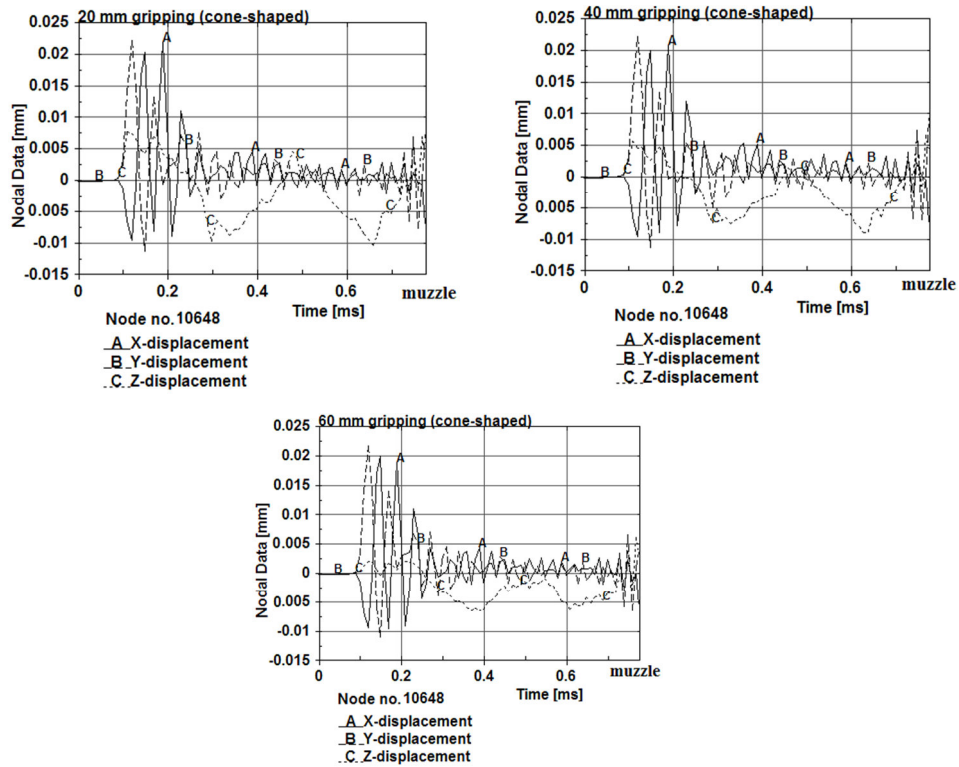 20 mm gripping (cone-shaped)
Nodal Data [mm]
0.025
0.02
0.015
0.01
0.005
0
0.005
-0.01
-0.015
A
B
C
B
C
A
B
C
A
B
C
0
0.2
0.4
0.6
muzzle
Time [ms]
Node no.10648
A X-displacement
B Y-displacement
C Z-displacement
40 mm gripping (cone-shaped)
Nodal Data [mm]
0.025
0.02
0.015
0.01
0.005
0
0.005
-0.01
-0.015
A
B
C
B
C
A
B
C
A
B
C
0
0.2
0.4
0.6
muzzle
Time [ms]
Node no.10648
A X-displacement
B Y-displacement
C Z-displacement
60 mm gripping (cone-shaped)
Nodal Data [mm]
0.025
0.02
0.015
0.01
0.005
0
0.005
-0.01
-0.015
A
B
C
B
C
A
B
C
A
B
C
0
0.2
0.4
0.6
muzzle
Time [ms]
Node no.10648
A X-displacement
B Y-displacement
C Z-displacement